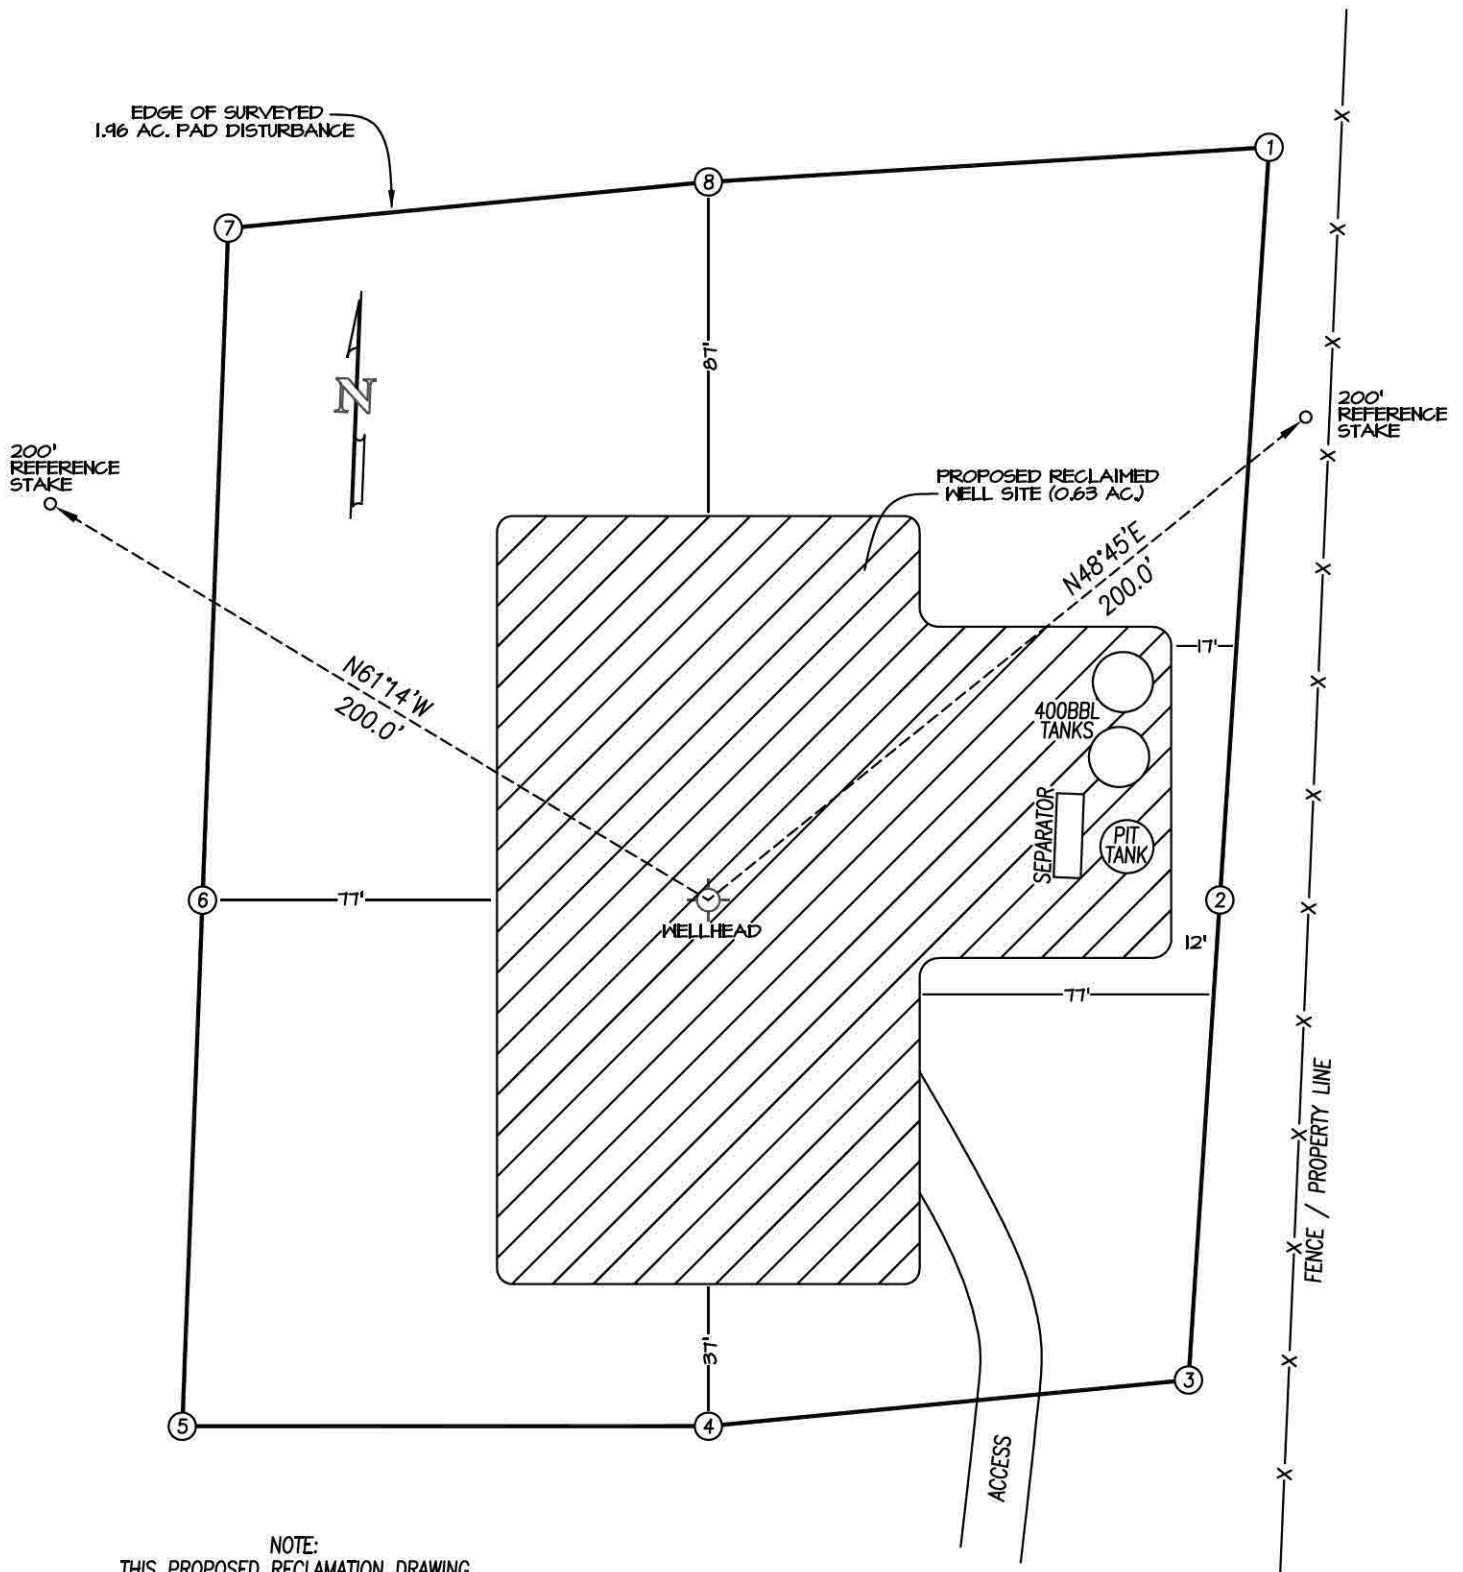 EDGE OF SURVEYED
1.96 AC. PAD DISTURBANCE
1
8
7
87'
N
200'
REFERENCE
STAKE
200'
REFERENCE
STAKE
PROPOSED RECLAIMED
WELL SITE (0.63 AC.)
N48°45'E
200.0'
17'
N61°14'W
200.0'
400BBL
TANKS
SEPARATOR
PIT
TANK
6
77'
WELLHEAD
2
12'
77'
FENCE / PROPERTY LINE
37'
3
5
4
ACCESS
NOTE:
THIS PROPOSED RECLAMATION DRAWING